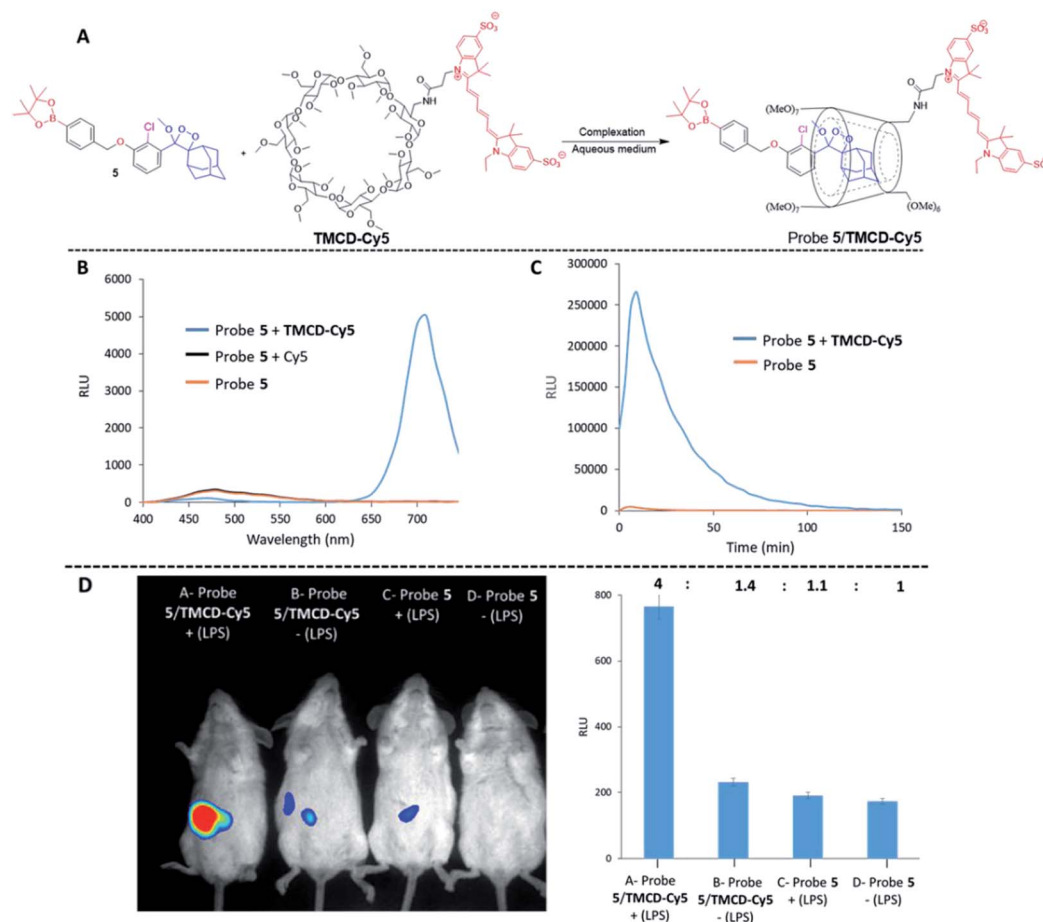 A
SO₃
O
O
B
O
Cl
O
O-O
5
+
O
NH
N
TMCD-Cy5
Complexation
Aqueous medium
(MeO)₇
(MeO)₇
(OMe)₆
Probe 5/TMCD-Cy5
B
6000
5000
4000
3000
2000
1000
0
RLU
400 450 500 550 600 650 700
Wavelength (nm)
Probe 5 + TMCD-Cy5
Probe 5 + Cy5
Probe 5
C
300000
250000
200000
150000
100000
50000
0
RLU
0 50 100 150
Time (min)
Probe 5 + TMCD-Cy5
Probe 5
D
A- Probe
5/TMCD-Cy5
+ (LPS)
B- Probe
5/TMCD-Cy5
- (LPS)
C- Probe 5
+ (LPS)
D- Probe 5
- (LPS)
4 : 1.4 : 1.1 : 1
800
600
400
200
0
RLU
A- Probe
5/TMCD-Cy5
+ (LPS)
B- Probe
5/TMCD-Cy5
- (LPS)
C- Probe 5
+ (LPS)
D- Probe 5
- (LPS)